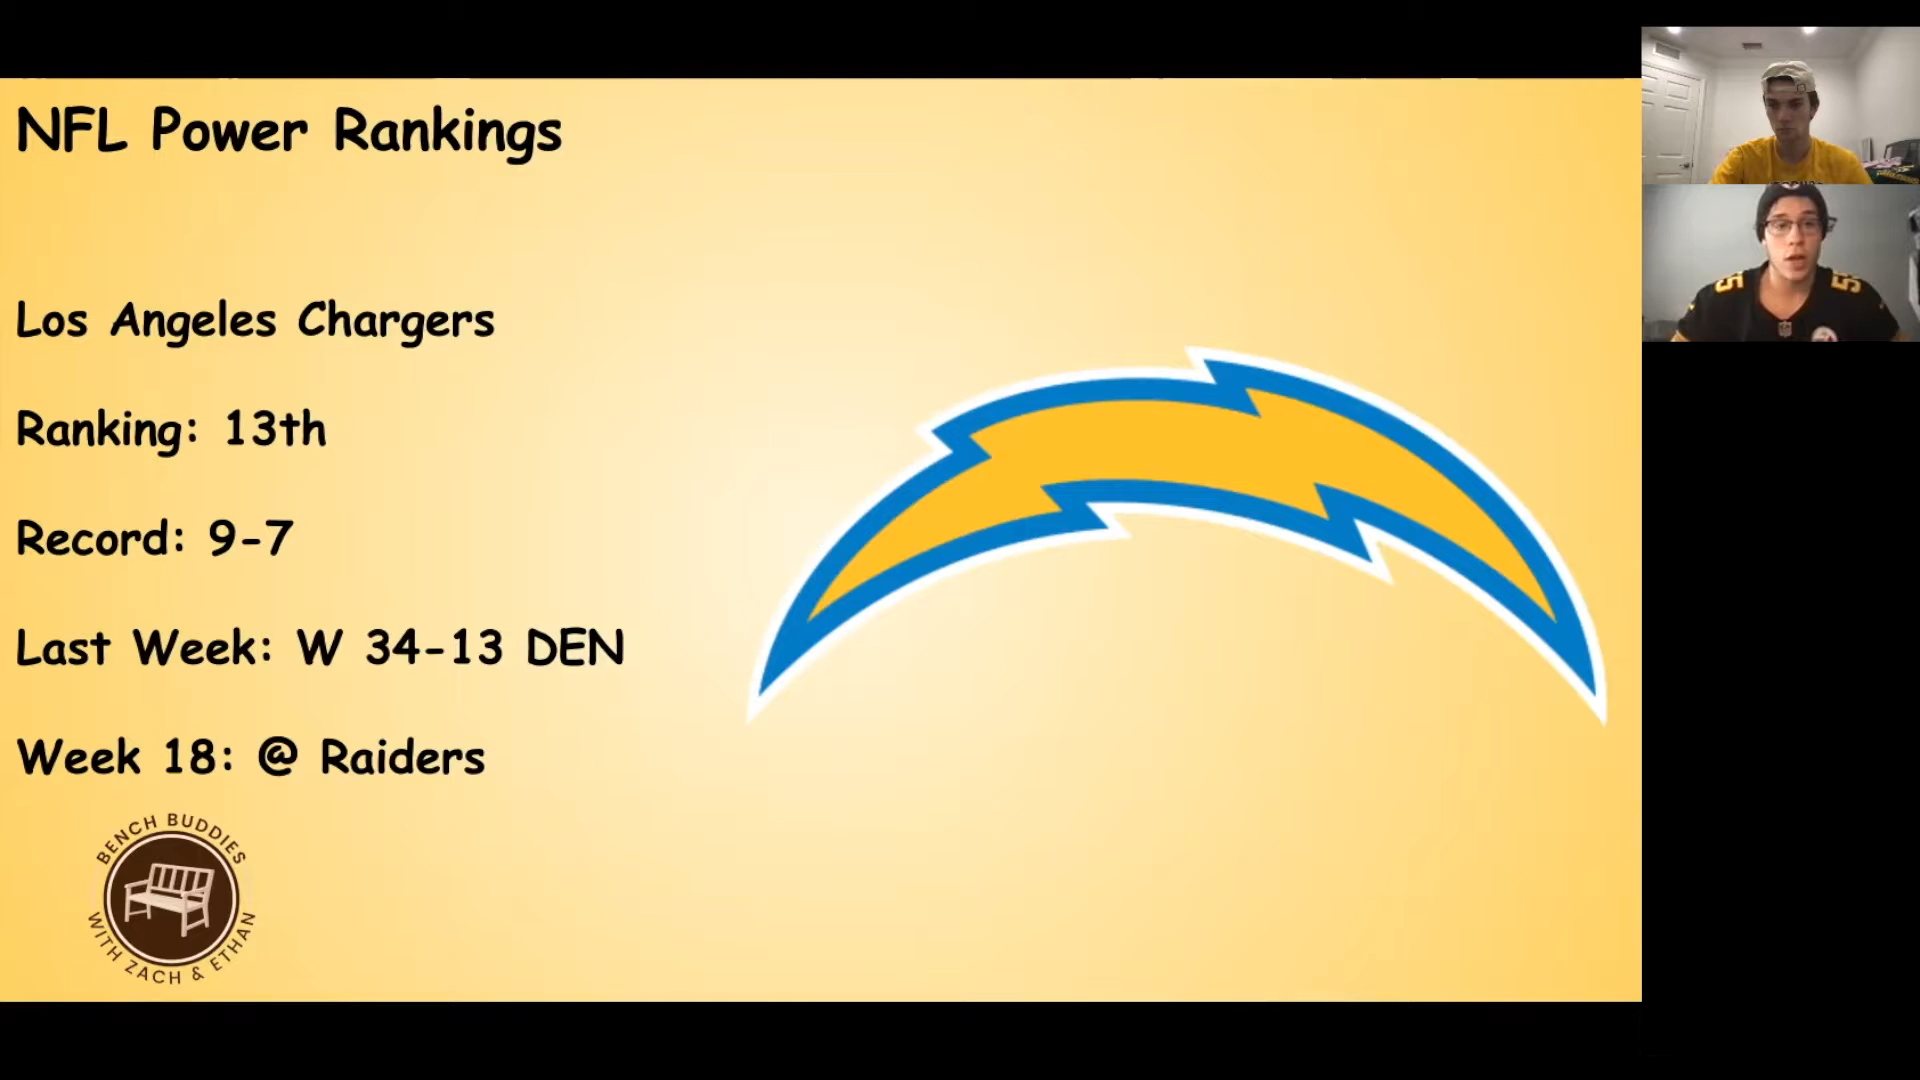 NFL Power Rankings
Los Angeles Chargers
Ranking: 13th
Record: 9-7
Last Week: W 34-13 DEN
Week 18: @ Raiders
BENCH BUDDIES
WITH ZACH & ETHAN
55